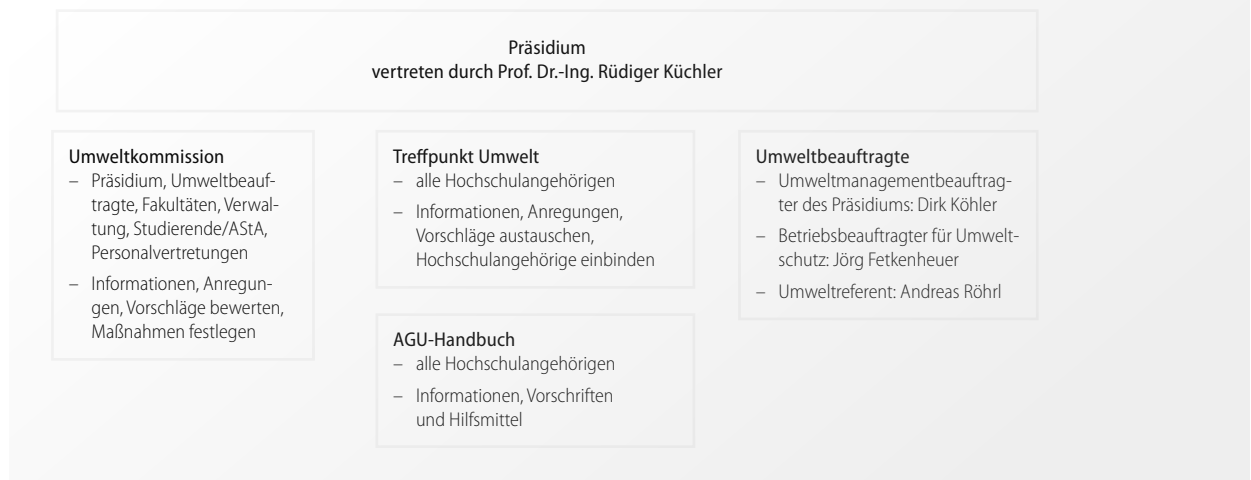 Präsidium
vertreten durch Prof. Dr.-Ing. Rüdiger Küchler
Umweltkommission
– Präsidium, Umweltbeauf-
tragte, Fakultäten, Verwal-
tung, Studierende/AStA,
Personalvertretungen
– Informationen, Anregun-
gen, Vorschläge bewerten,
Maßnahmen festlegen
Treffpunkt Umwelt
– alle Hochschulangehörigen
– Informationen, Anregungen,
Vorschläge austauschen,
Hochschulangehörige einbinden
AGU-Handbuch
– alle Hochschulangehörigen
– Informationen, Vorschriften
und Hilfsmittel
Umweltbeauftragte
– Umweltmanagementbeauftrag-
ter des Präsidiums: Dirk Köhler
– Betriebsbeauftragter für Umwelt-
schutz: Jörg Fetkenheuer
– Umweltreferent: Andreas Röhrl